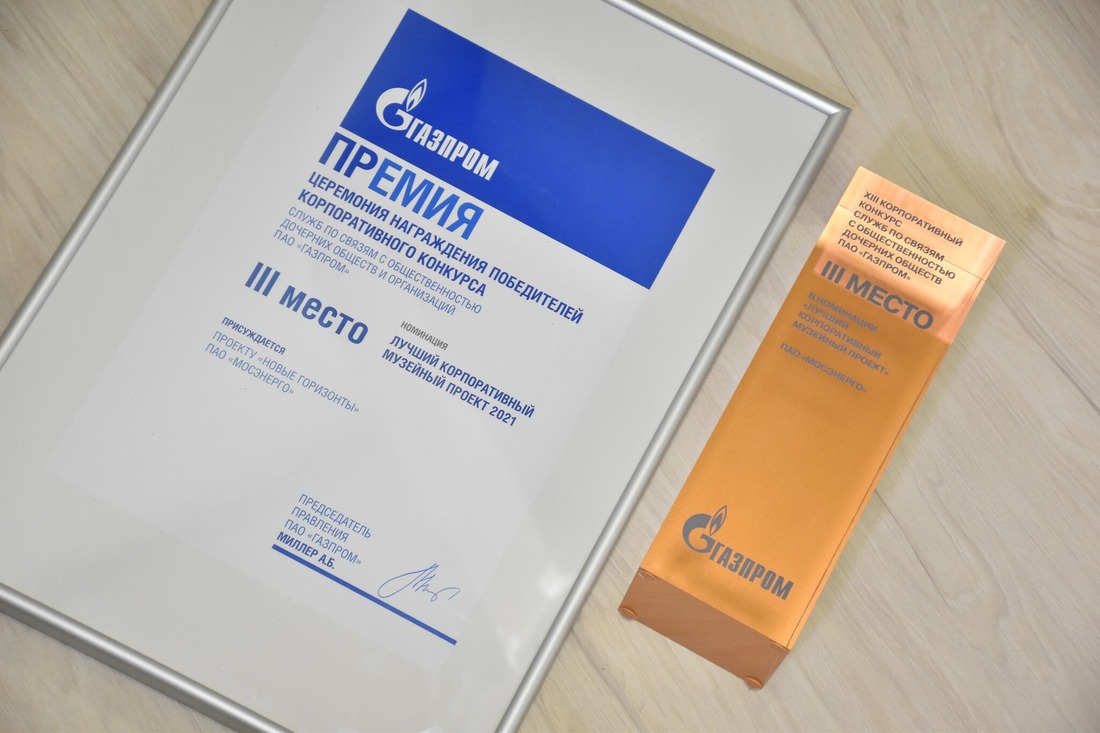 ГАЗПРОМ
ПРЕМИЯ
ЦЕРЕМОНИЯ НАГРАЖДЕНИЯ ПОБЕДИТЕЛЕЙ
КОРПОРАТИВНОГО КОНКУРСА
СЛУЖБ ПО СВЯЗЯМ С ОБЩЕСТВЕННОСТЬЮ
ДОЧЕРНИХ ОБЩЕСТВ И ОРГАНИЗАЦИЙ
ПАО «ГАЗПРОМ»
III место
ПРИСУЖДАЕТСЯ
ПРОЕКТУ «НОВЫЕ ГОРИЗОНТЫ»
ПАО «МОСЭНЕРГО»
НОМИНАЦИЯ
ЛУЧШИЙ КОРПОРАТИВНЫЙ
МУЗЕЙНЫЙ ПРОЕКТ 2021
ПРЕДСЕДАТЕЛЬ
ПРАВЛЕНИЯ
ПАО «ГАЗПРОМ»
МИЛЛЕР А.Б.
XIII КОРПОРАТИВНЫЙ
КОНКУРС
СЛУЖБ ПО СВЯЗЯМ
С ОБЩЕСТВЕННОСТЬЮ
ДОЧЕРНИХ ОБЩЕСТВ
ПАО «ГАЗПРОМ»
III МЕСТО
В НОМИНАЦИИ
«ЛУЧШИЙ
КОРПОРАТИВНЫЙ
МУЗЕЙНЫЙ ПРОЕКТ»
ПАО «МОСЭНЕРГО»
ГАЗПРОМ